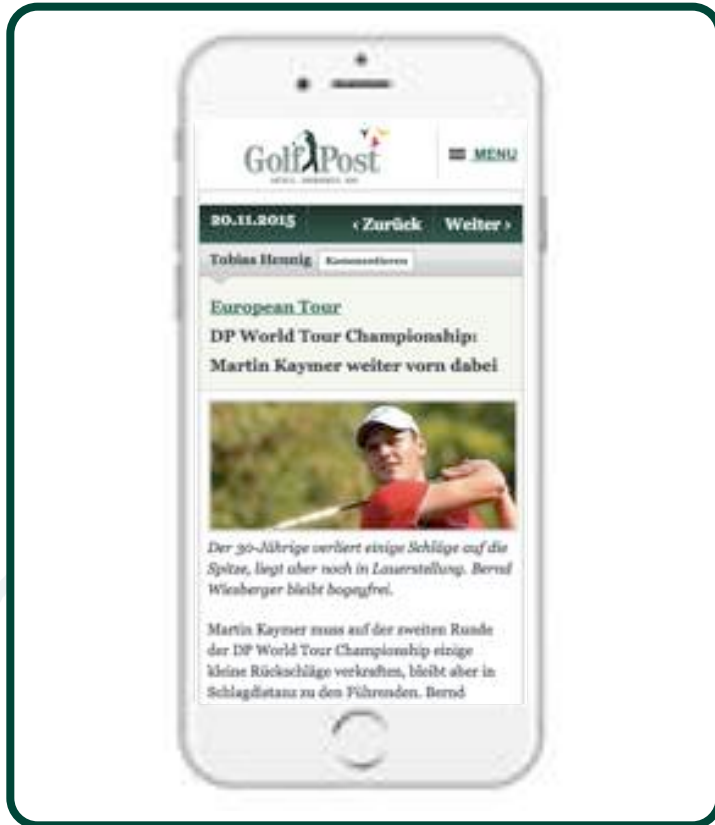 Golf Post
MENU
20.11.2015 ‹ Zurück Weiter ›
Tobias Hennig Kommentieren
European Tour
DP World Tour Championship:
Martin Kaymer weiter vorn dabei
Der 30-Jährige verliert einige Schläge auf die
Spitze, liegt aber noch in Lauerstellung. Bernd
Wiesberger bleibt bogeyfrei.
Martin Kaymer muss auf der zweiten Runde
der DP World Tour Championship einige
kleine Rückschläge verkraften, bleibt aber in
Schlagdistanz zu den Führenden. Bernd